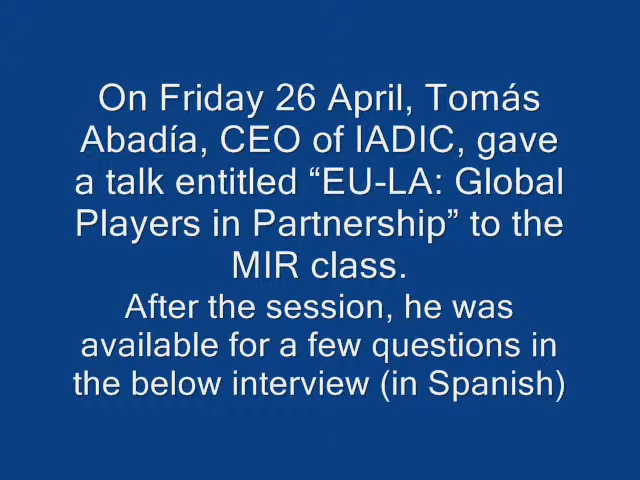 On Friday 26 April, Tomás
Abadía, CEO of IADIC, gave
a talk entitled “EU-LA: Global
Players in Partnership” to the
MIR class.
After the session, he was
available for a few questions in
the below interview (in Spanish)